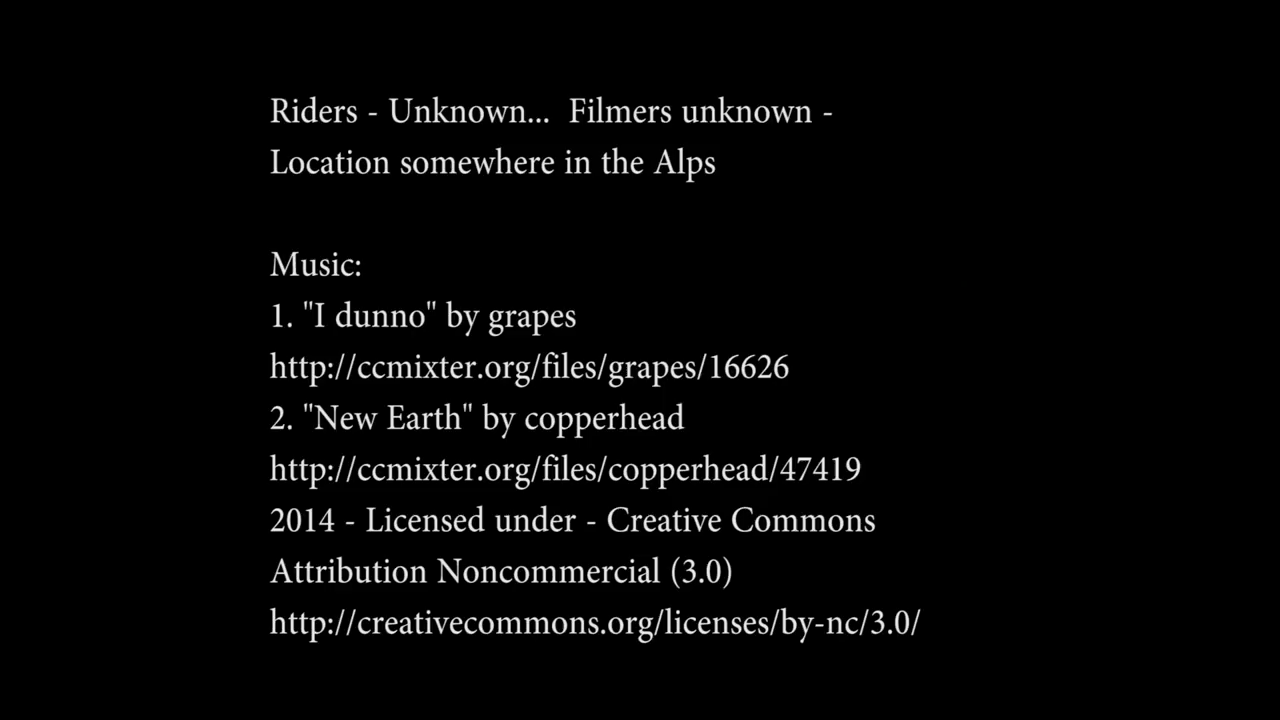 Riders - Unknown...  Filmers unknown -
Location somewhere in the Alps
Music:
1. "I dunno" by grapes
http://ccmixter.org/files/grapes/16626
2. "New Earth" by copperhead
http://ccmixter.org/files/copperhead/47419
2014 - Licensed under - Creative Commons
Attribution Noncommercial (3.0)
http://creativecommons.org/licenses/by-nc/3.0/